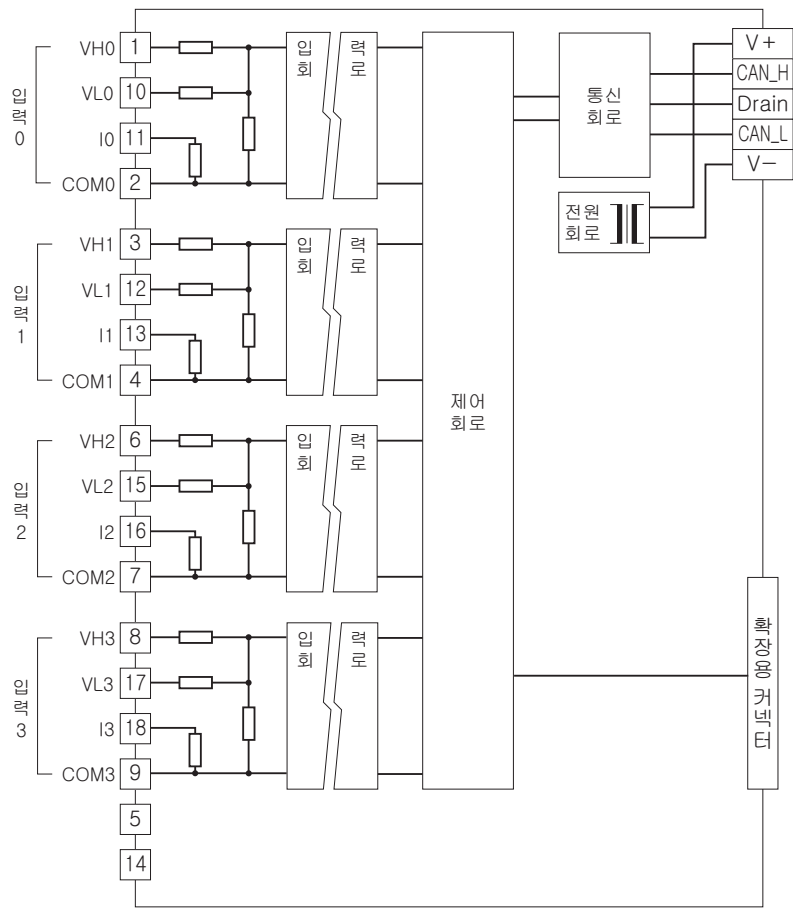 입력 0
VH0 1
VL0 10
I0 11
COM0 2
입 력
회 로
입력 1
VH1 3
VL1 12
I1 13
COM1 4
입 력
회 로
입력 2
VH2 6
VL2 15
I2 16
COM2 7
입 력
회 로
입력 3
VH3 8
VL3 17
I3 18
COM3 9
입 력
회 로
5
14
제어
회로
통신
회로
전원
회로
V+
CAN_H
Drain
CAN_L
V-
확장용 커넥터